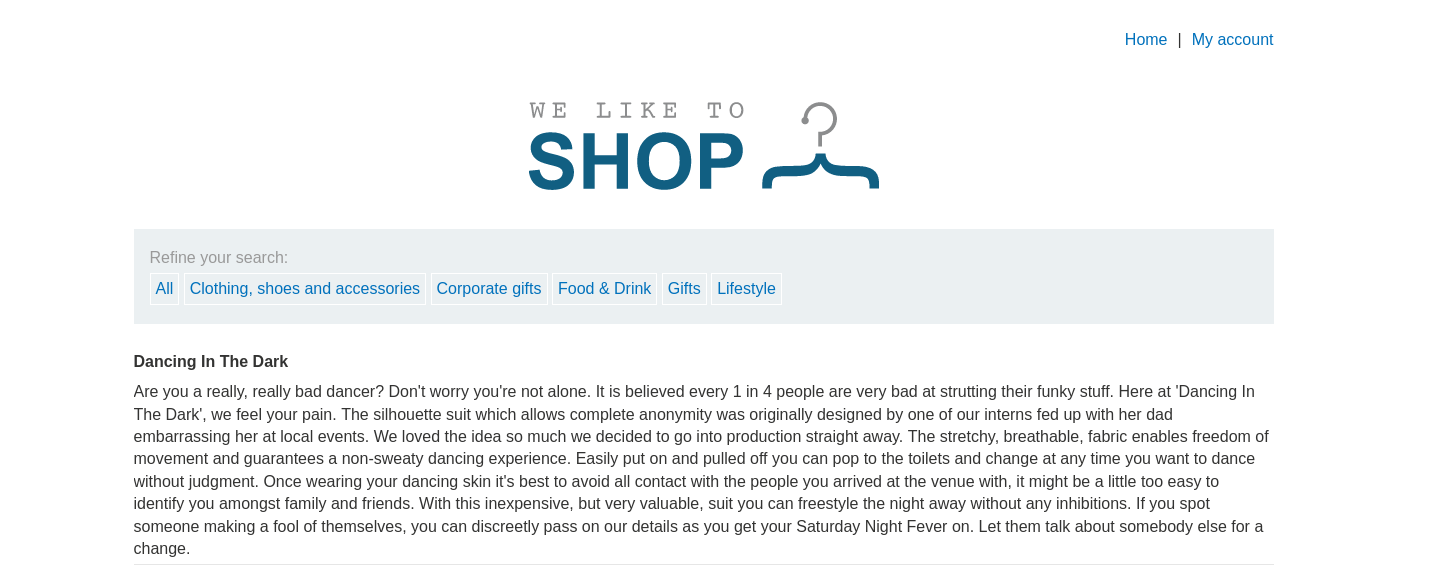 Home | My account
WE LIKE TO
SHOP
Refine your search:
All Clothing, shoes and accessories Corporate gifts Food & Drink Gifts Lifestyle
Dancing In The Dark
Are you a really, really bad dancer? Don't worry you're not alone. It is believed every 1 in 4 people are very bad at strutting their funky stuff. Here at 'Dancing In
The Dark', we feel your pain. The silhouette suit which allows complete anonymity was originally designed by one of our interns fed up with her dad
embarrassing her at local events. We loved the idea so much we decided to go into production straight away. The stretchy, breathable, fabric enables freedom of
movement and guarantees a non-sweaty dancing experience. Easily put on and pulled off you can pop to the toilets and change at any time you want to dance
without judgment. Once wearing your dancing skin it's best to avoid all contact with the people you arrived at the venue with, it might be a little too easy to
identify you amongst family and friends. With this inexpensive, but very valuable, suit you can freestyle the night away without any inhibitions. If you spot
someone making a fool of themselves, you can discreetly pass on our details as you get your Saturday Night Fever on. Let them talk about somebody else for a
change.